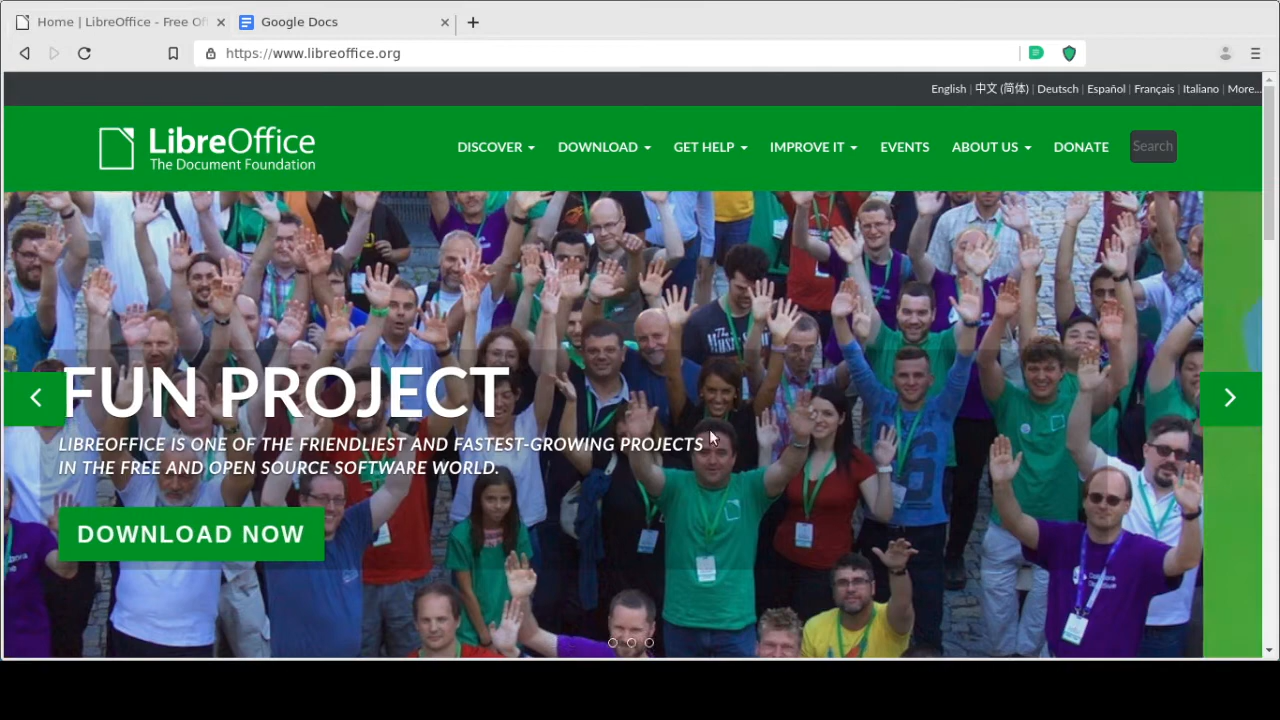 Home | LibreOffice - Free Of
Google Docs
https://www.libreoffice.org
English | 中文 (简体) | Deutsch | Español | Français | Italiano | More...
LibreOffice
The Document Foundation
DISCOVER DOWNLOAD GET HELP IMPROVE IT EVENTS ABOUT US DONATE Search
FUN PROJECT
LIBREOFFICE IS ONE OF THE FRIENDLIEST AND FASTEST-GROWING PROJECTS
IN THE FREE AND OPEN SOURCE SOFTWARE WORLD.
DOWNLOAD NOW